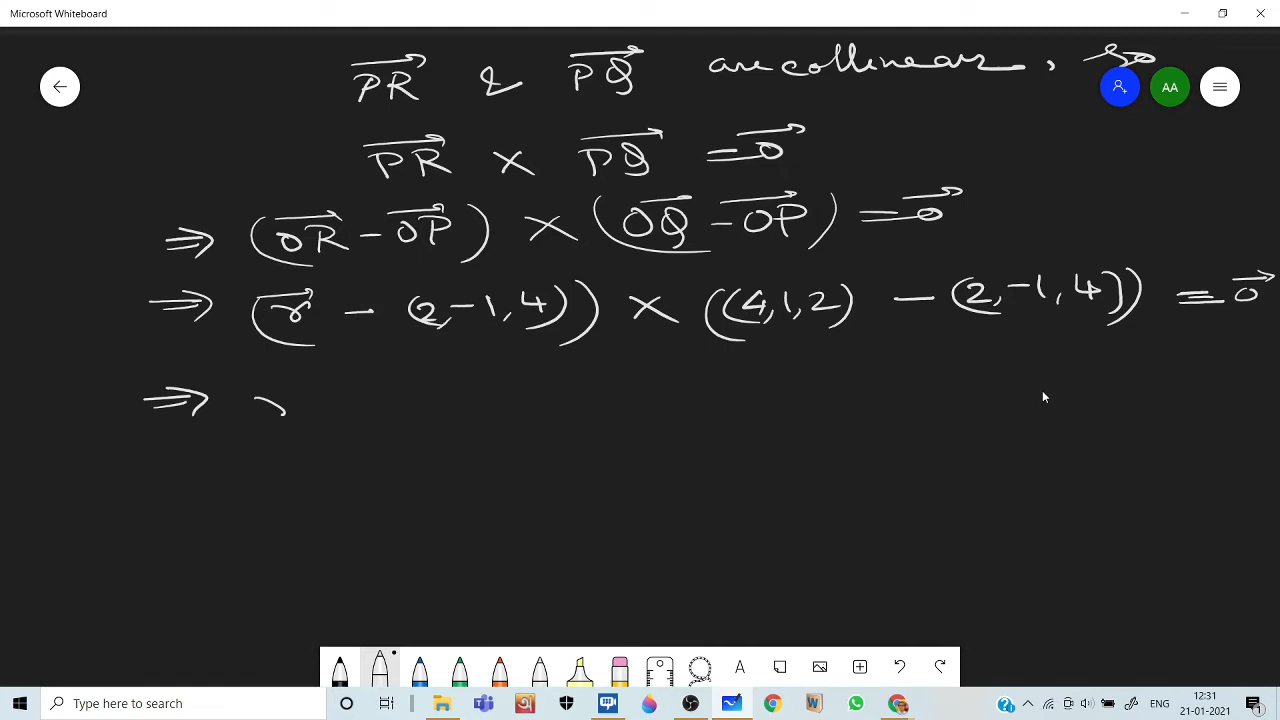 Microsoft Whiteboard
PR & PQ are collinear, so
AA
PR × PQ = 0
⇒ (OR - OP) × (OQ - OP) = 0
⇒ (r - (2, -1, 4)) × ((4, 1, 2) - (2, -1, 4)) = 0
⇒
A
Type here to search
ENG
12:31
21-01-2021